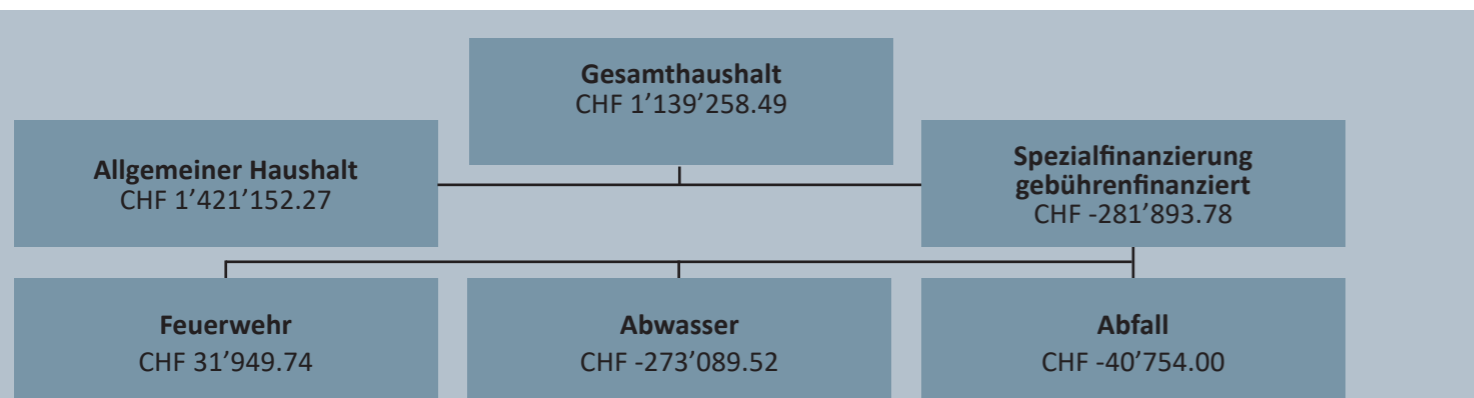 Gesamthaushalt
CHF 1’139’258.49
Allgemeiner Haushalt
CHF 1’421’152.27
Spezialfinanzierung
gebührenfinanziert
CHF -281’893.78
Feuerwehr
CHF 31’949.74
Abwasser
CHF -273’089.52
Abfall
CHF -40’754.00